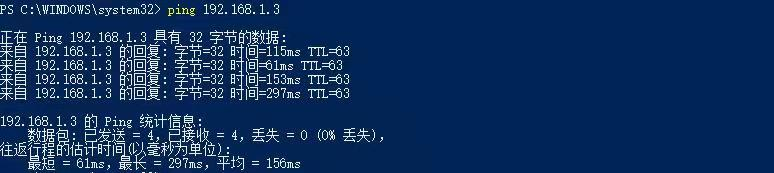 PS C:\WINDOWS\system32> ping 192.168.1.3
正在 Ping 192.168.1.3 具有 32 字节的数据:
来自 192.168.1.3 的回复: 字节=32 时间=115ms TTL=63
来自 192.168.1.3 的回复: 字节=32 时间=61ms TTL=63
来自 192.168.1.3 的回复: 字节=32 时间=153ms TTL=63
来自 192.168.1.3 的回复: 字节=32 时间=297ms TTL=63
192.168.1.3 的 Ping 统计信息:
数据包: 已发送 = 4，已接收 = 4，丢失 = 0 (0% 丢失)，
往返行程的估计时间(以毫秒为单位):
最短 = 61ms，最长 = 297ms，平均 = 156ms